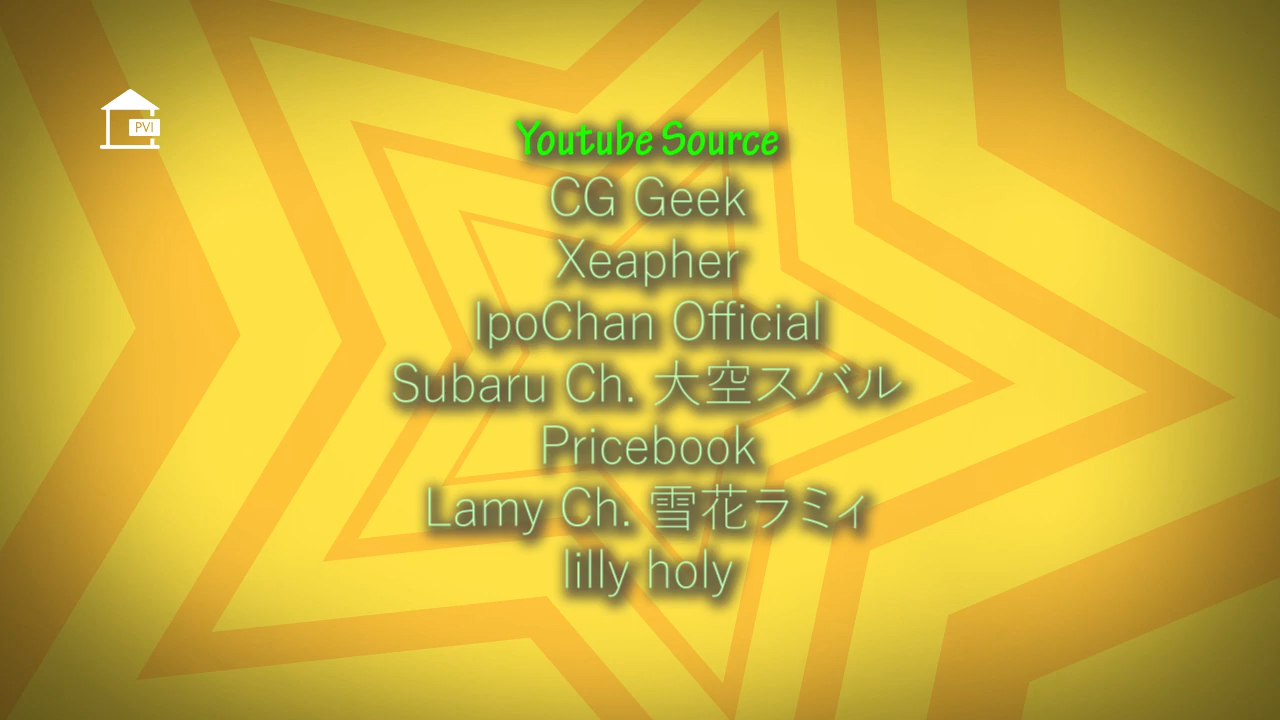 PVI
Youtube Source
CG Geek
Xeapher
IpoChan Official
Subaru Ch. 大空スバル
Pricebook
Lamy Ch. 雪花ラミィ
lilly holy